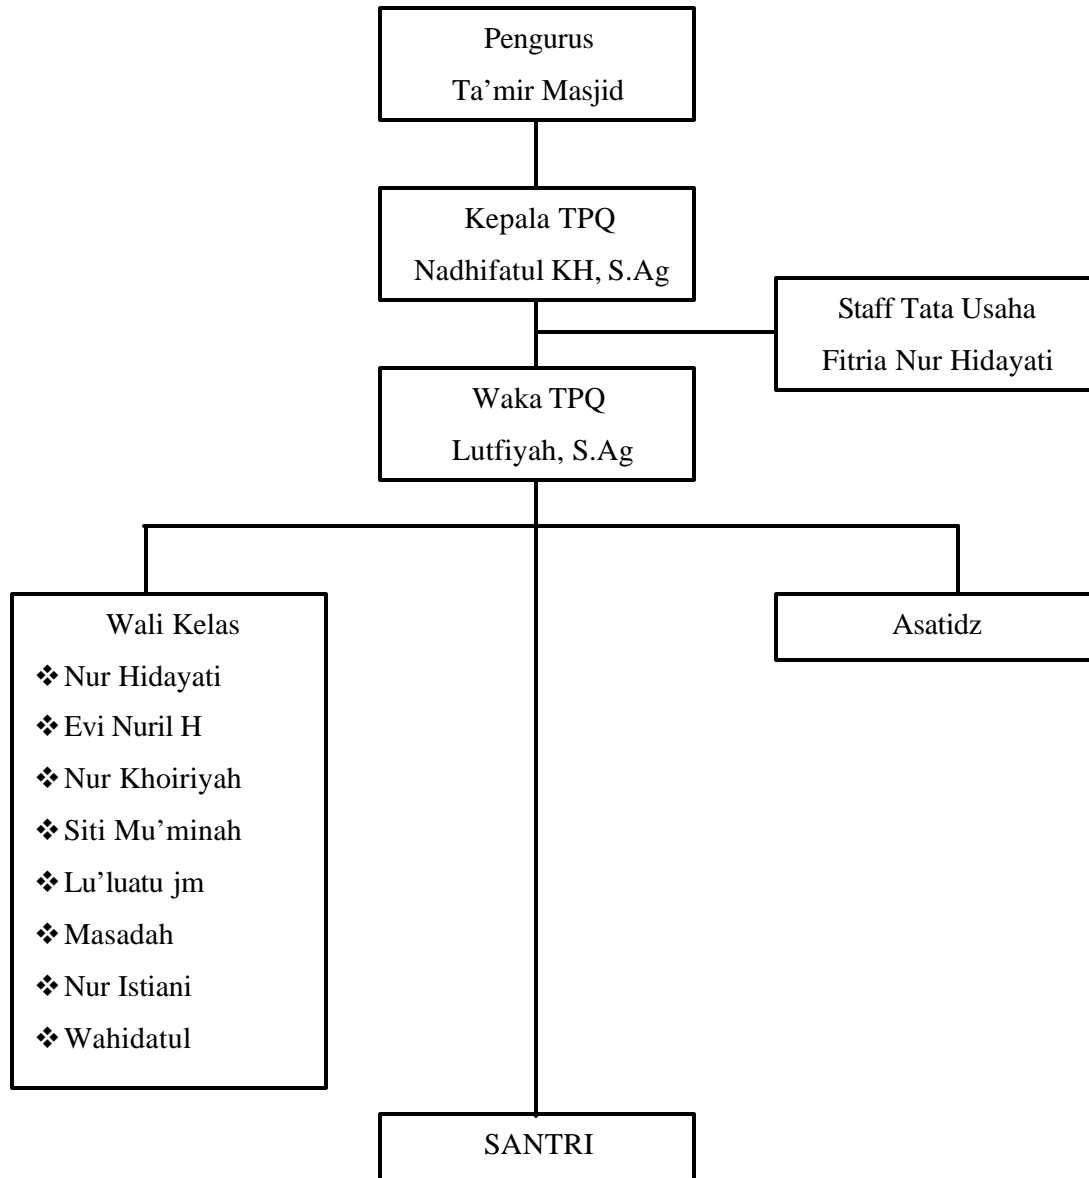 Pengurus
Ta’mir Masjid
Kepala TPQ
Nadhifatul KH, S.Ag
Staff Tata Usaha
Fitria Nur Hidayati
Waka TPQ
Lutfiyah, S.Ag
Wali Kelas
❖ Nur Hidayati
❖ Evi Nuril H
❖ Nur Khoiriyah
❖ Siti Mu’minah
❖ Lu’luatu jm
❖ Masadah
❖ Nur Istiani
❖ Wahidatul
Asatidz
SANTRI